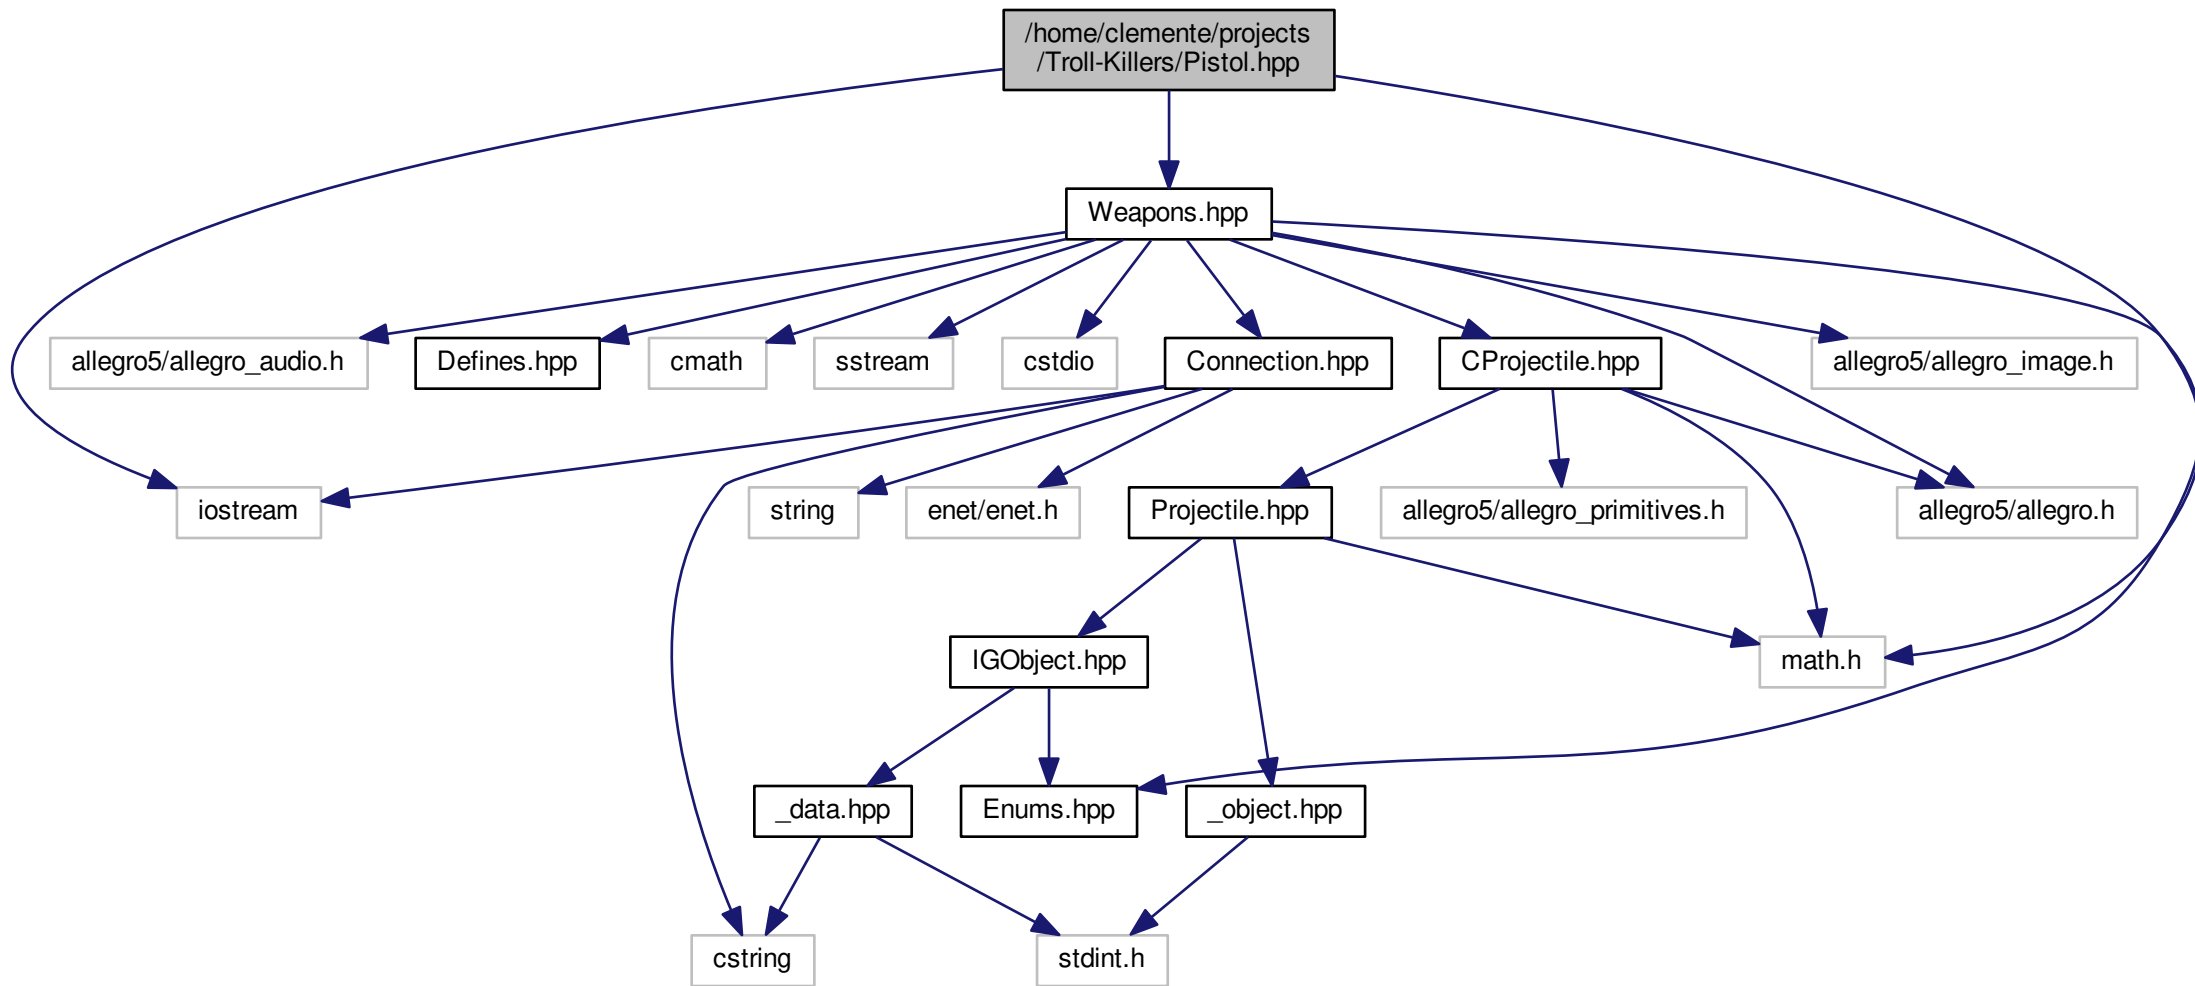 /home/clemente/projects
/Troll-Killers/Pistol.hpp
Weapons.hpp
allegro5/allegro_audio.h
Defines.hpp
cmath
sstream
cstdio
Connection.hpp
CProjectile.hpp
allegro5/allegro_image.h
iostream
string
enet/enet.h
Projectile.hpp
allegro5/allegro_primitives.h
allegro5/allegro.h
IGObject.hpp
math.h
_data.hpp
Enums.hpp
_object.hpp
cstring
stdint.h